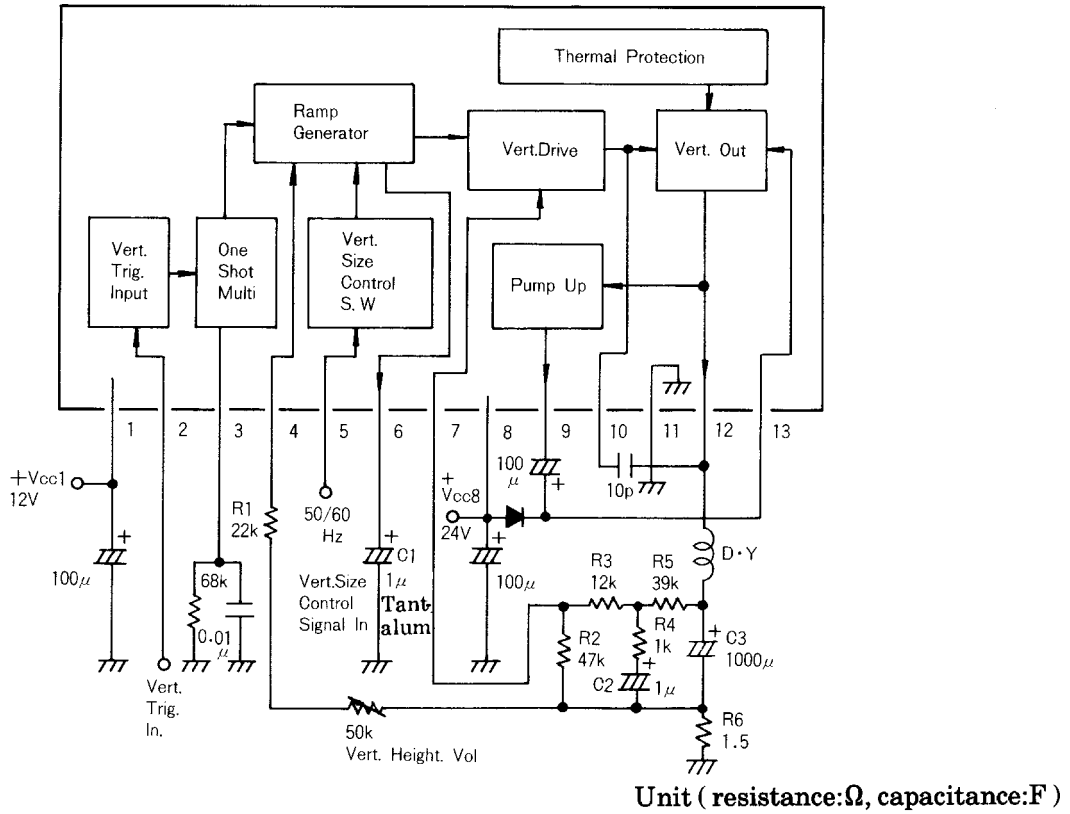 Thermal Protection
Ramp
Generator
Vert.Drive
Vert. Out
Vert.
Trig.
Input
One
Shot
Multi
Vert.
Size
Control
S. W
Pump Up
1
2
3
4
5
6
7
8
9
10
11
12
13
+Vcc1
12V
100μ
+
68k
0.01
μ
Vert.
Trig.
In.
R1
22k
50/60
Hz
Vert.Size
Control
Signal In
+
C1
1μ
Tant-
alum
50k
Vert. Height. Vol
+
Vcc8
24V
+
100μ
100
μ
+
10p
D·Y
R3
12k
R5
39k
R2
47k
R4
1k
+
C2
1μ
+
C3
1000μ
R6
1.5
Unit ( resistance:Ω, capacitance:F )